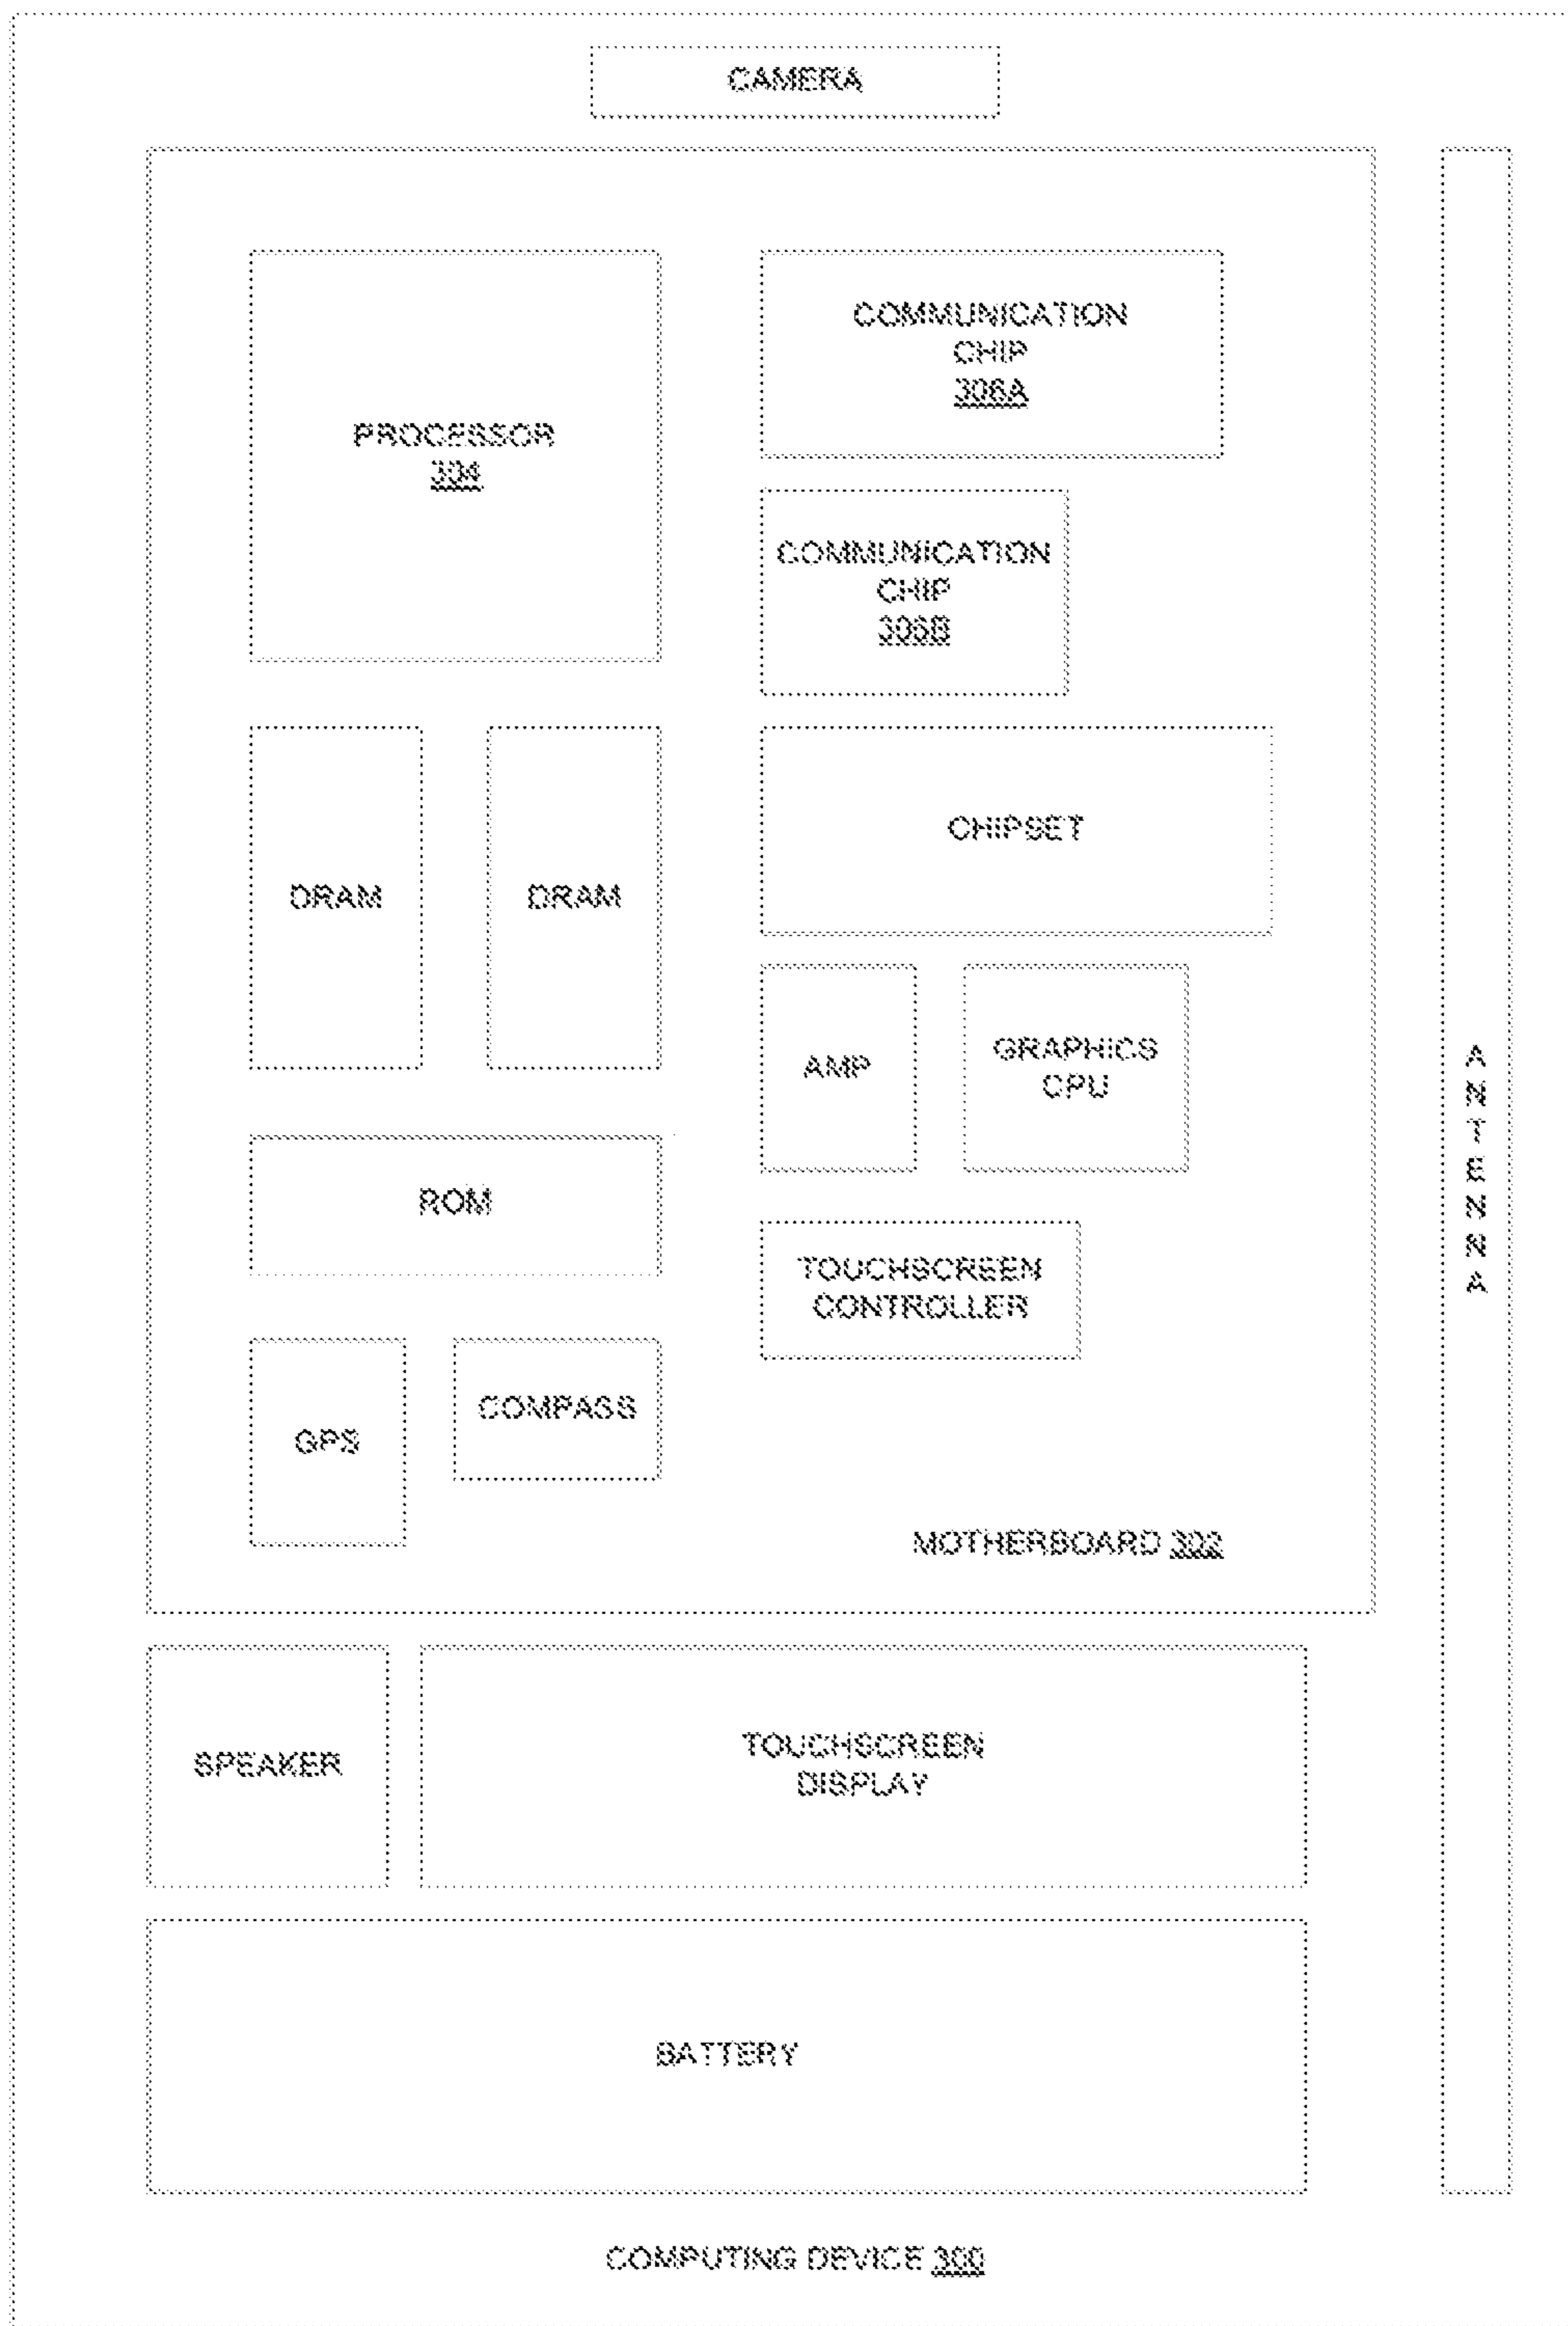 CAMERA
PROCESSOR
304
COMMUNICATION
CHIP
306A
COMMUNICATION
CHIP
306B
DRAM
DRAM
CHIPSET
AMP
GRAPHICS
CPU
ROM
TOUCHSCREEN
CONTROLLER
GPS
COMPASS
MOTHERBOARD 302
ANTENNA
SPEAKER
TOUCHSCREEN
DISPLAY
BATTERY
COMPUTING DEVICE 300